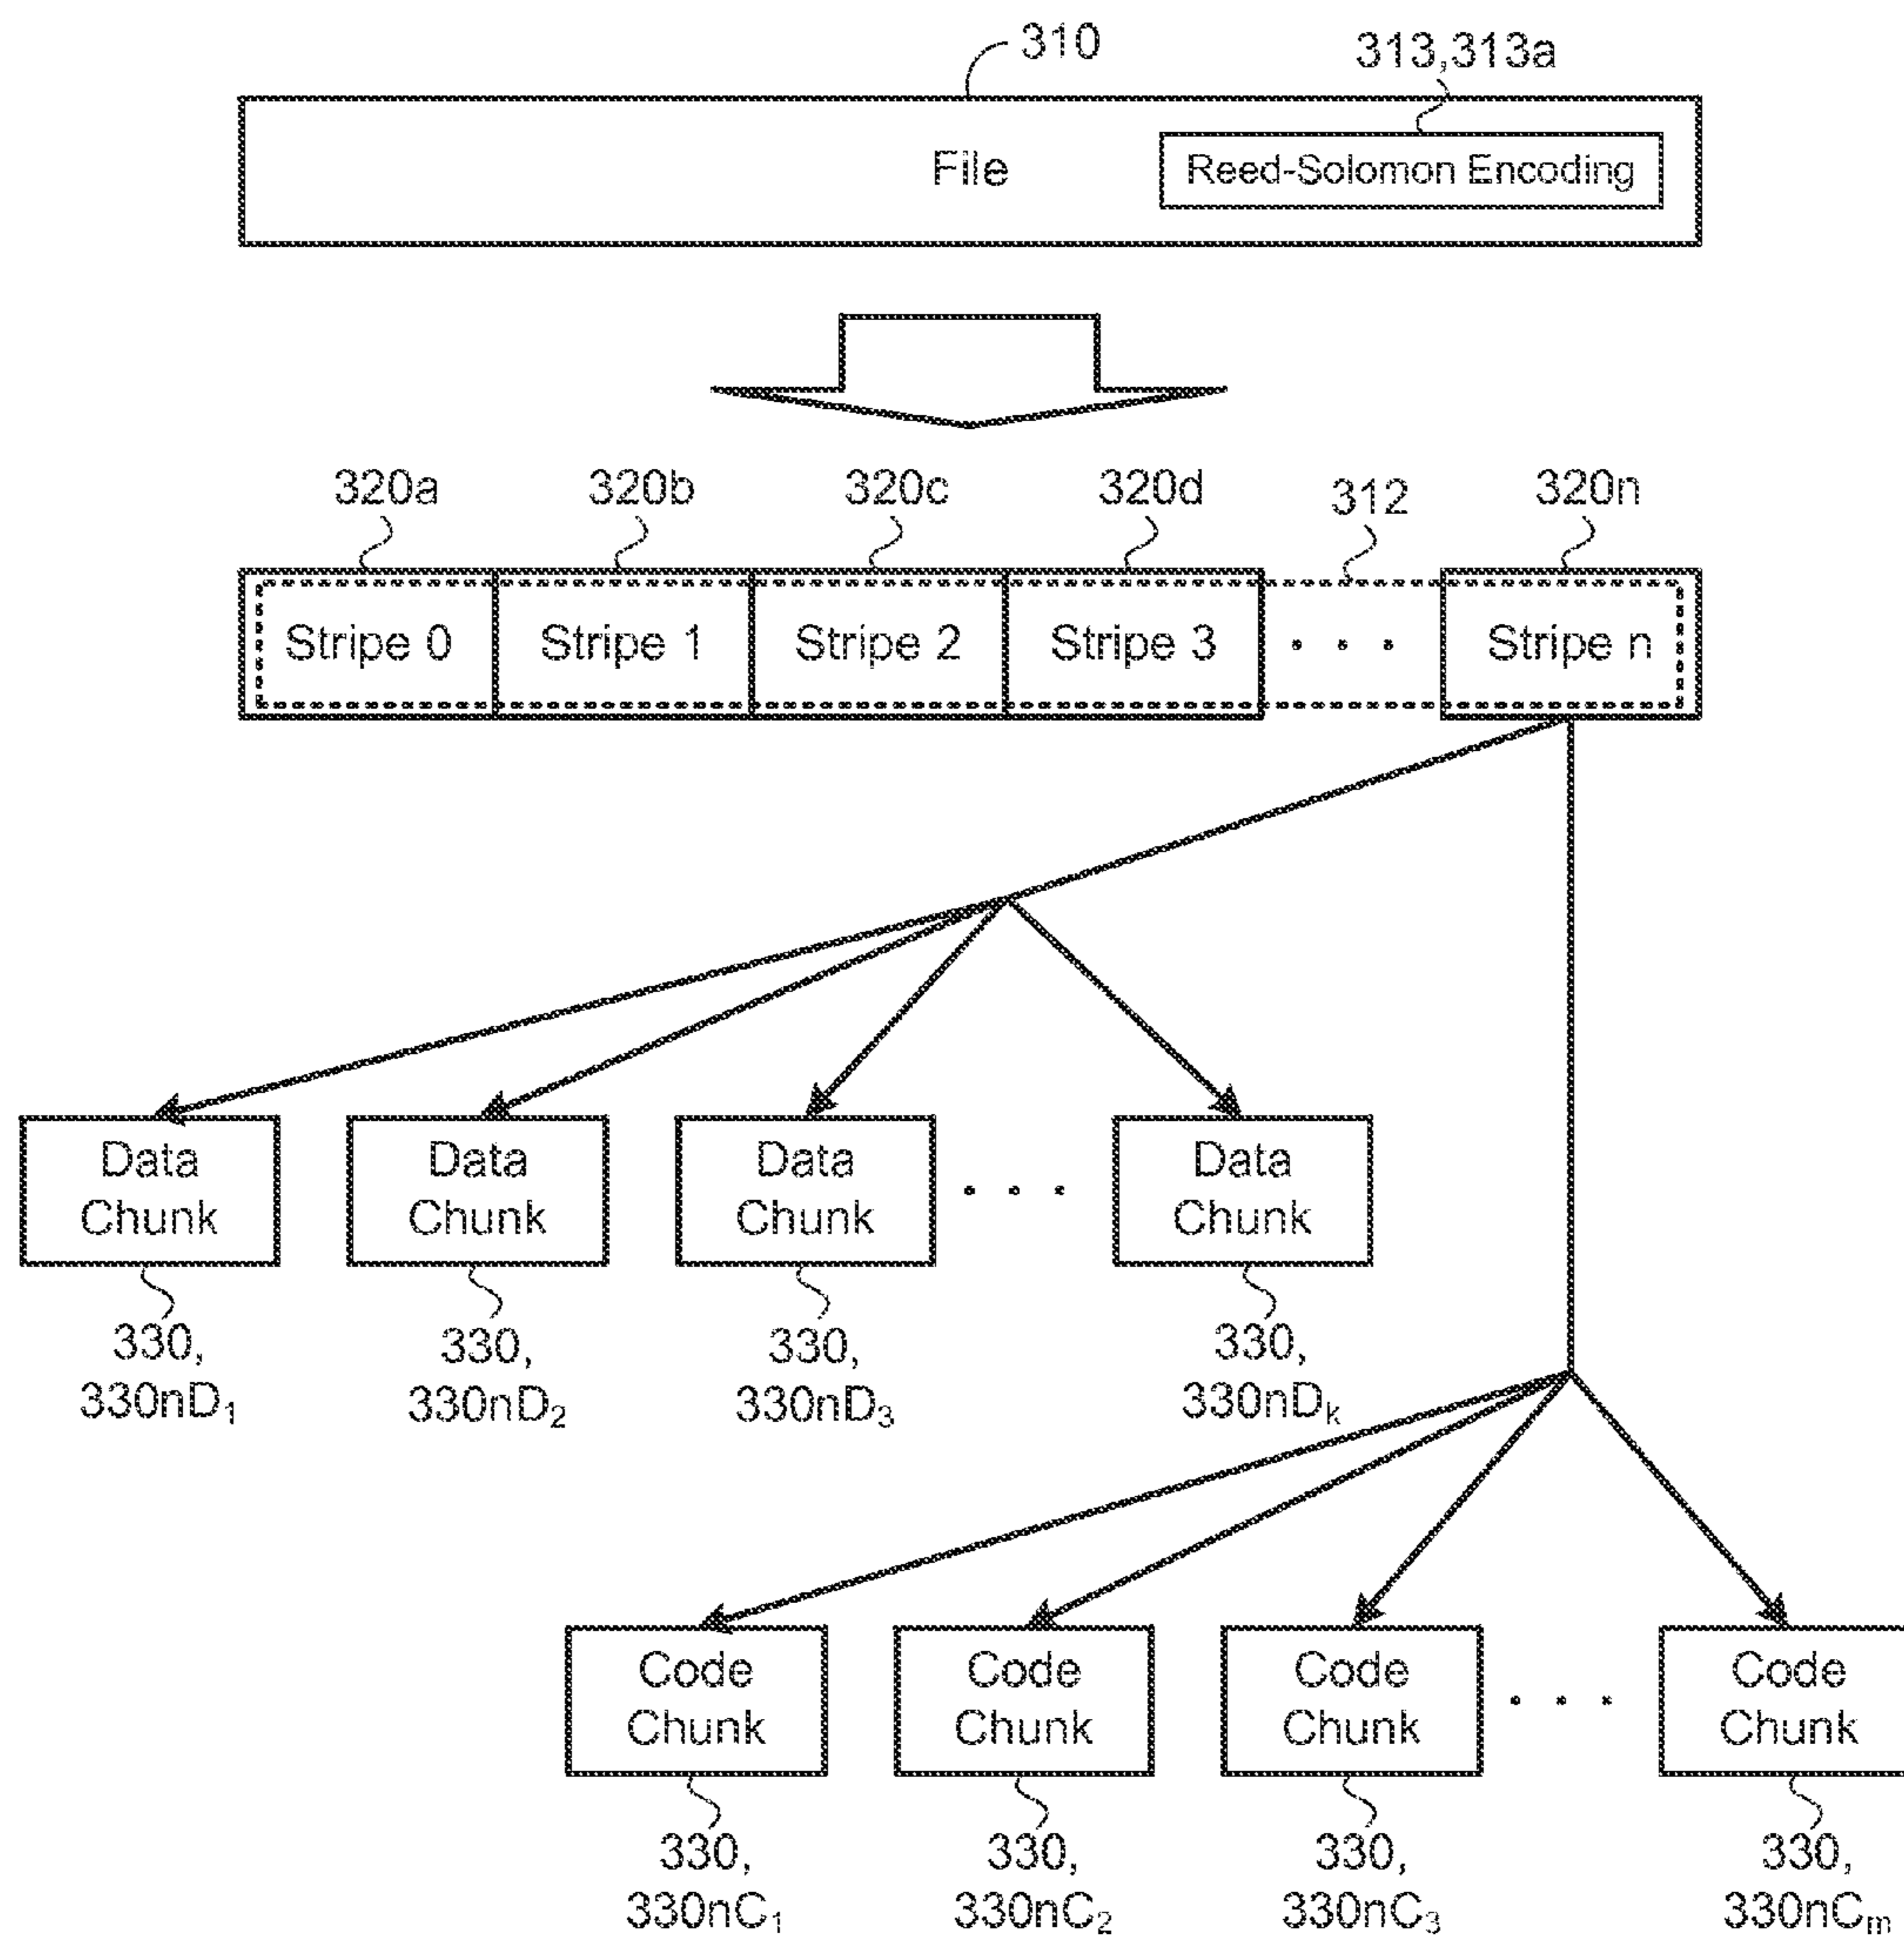 310 313,313a
File Reed-Solomon Encoding
320a 320b 320c 320d 312 320n
Stripe 0 Stripe 1 Stripe 2 Stripe 3 . . . Stripe n
Data Data Data Data
Chunk Chunk Chunk . . . Chunk
330, 330, 330, 330,
330nD₁ 330nD₂ 330nD₃ 330nDₖ
Code Code Code Code
Chunk Chunk Chunk . . . Chunk
330, 330, 330, 330,
330nC₁ 330nC₂ 330nC₃ 330nCₘ